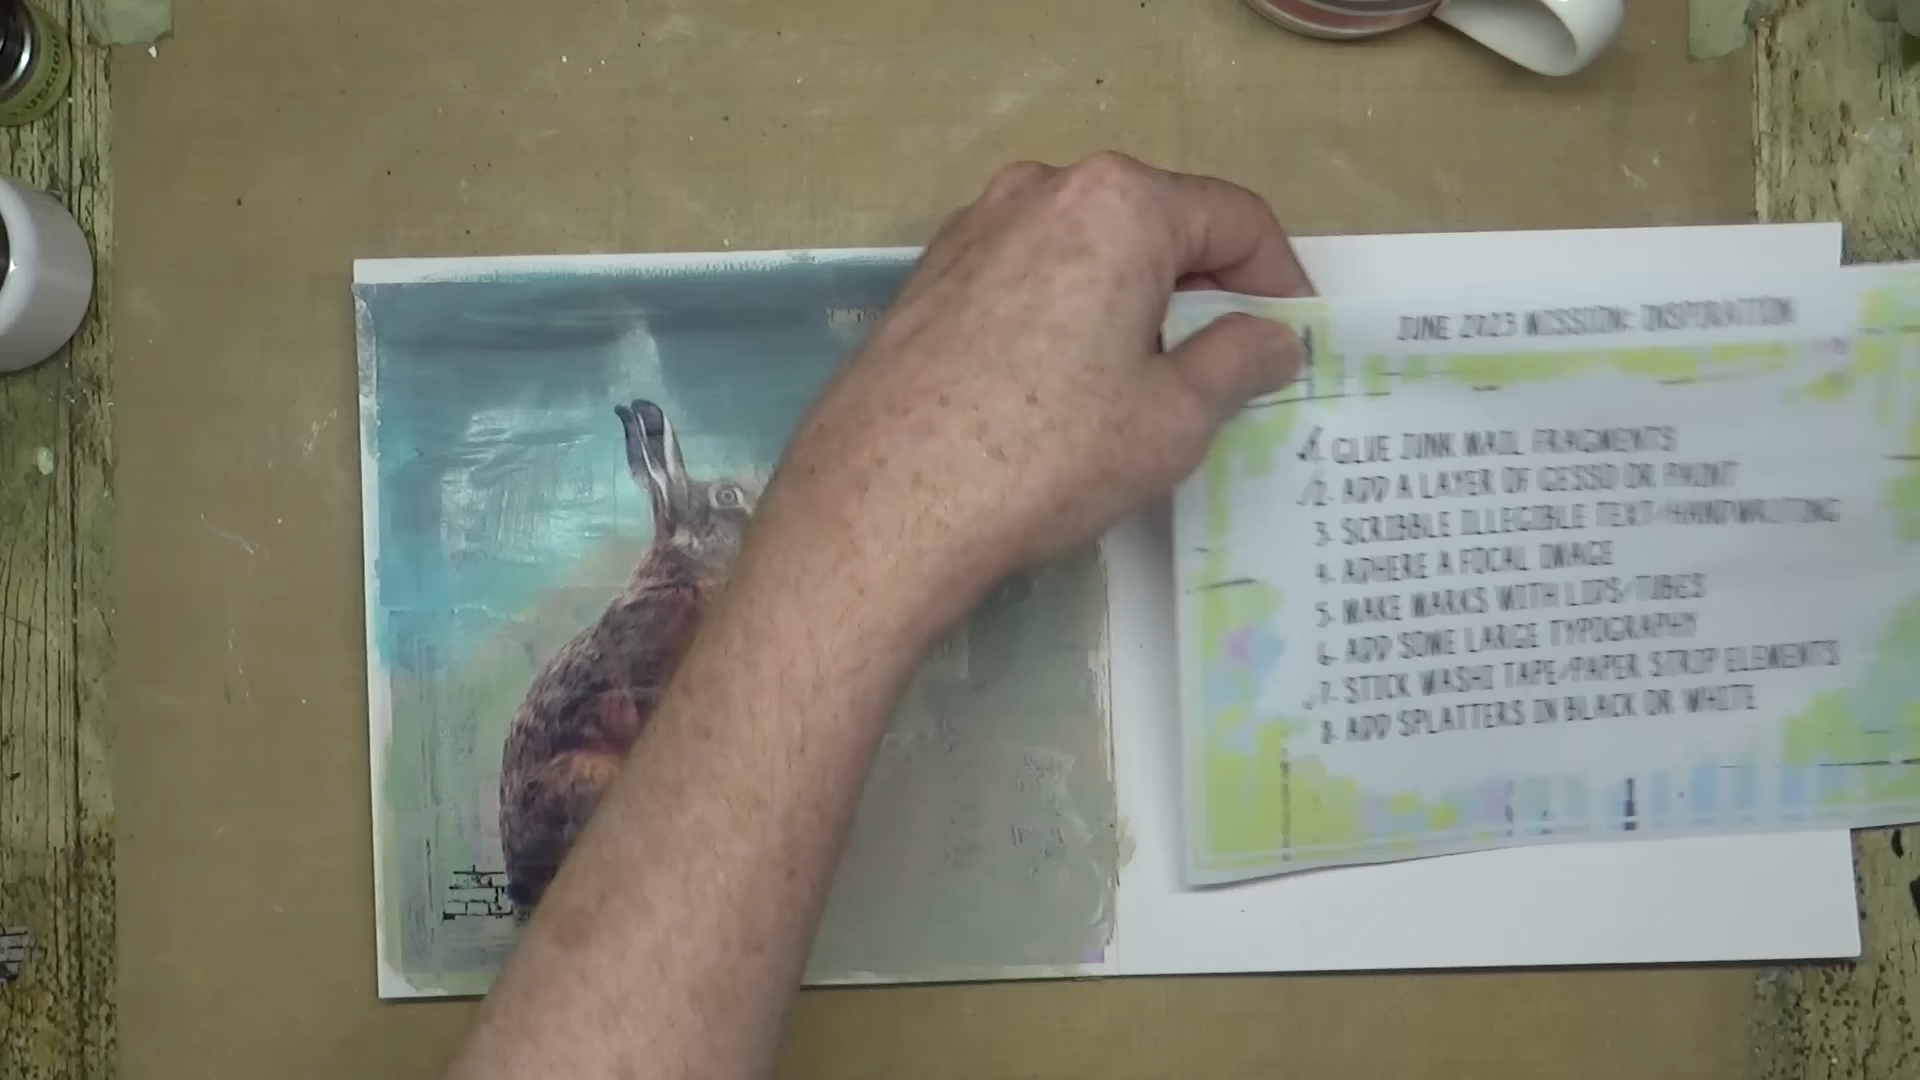 JUNE 2023 MISSION: INSPIRATION
1. GLUE JUNK MAIL FRAGMENTS
2. ADD A LAYER OF GESSO OR PAINT
3. SCRIBBLE ILLEGIBLE TEXT/HANDWRITING
4. ADHERE A FOCAL IMAGE
5. MAKE MARKS WITH LIDS/TUBES
6. ADD SOME LARGE TYPOGRAPHY
7. STICK WASHI TAPE/PAPER STRIP ELEMENTS
8. ADD SPLATTERS IN BLACK OR WHITE